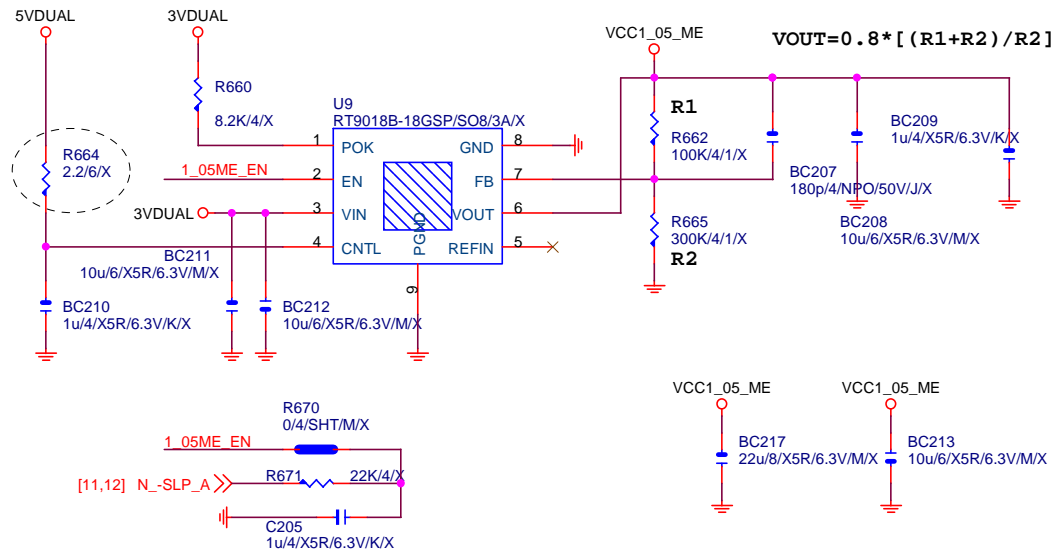 5VDUAL
3VDUAL
VCC1_05_ME
VOUT=0.8*[(R1+R2)/R2]
R660
8.2K/4/X
U9
RT9018B-18GSP/SO8/3A/X
R1
R662
100K/4/1/X
BC209
1u/4/X5R/6.3V/K/X
R664
2.2/6/X
1_05ME_EN
1
POK
GND
8
2
EN
FB
7
3VDUAL
3
VIN
VOUT
6
4
CNTL
REFIN
5
PGND
9
BC207
180p/4/NPO/50V/J/X
R665
300K/4/1/X
R2
BC208
10u/6/X5R/6.3V/M/X
BC211
10u/6/X5R/6.3V/M/X
BC210
1u/4/X5R/6.3V/K/X
BC212
10u/6/X5R/6.3V/M/X
R670
0/4/SHT/M/X
1_05ME_EN
[11,12] N_-SLP_A
R671
22K/4/X
C205
1u/4/X5R/6.3V/K/X
VCC1_05_ME
VCC1_05_ME
BC217
22u/8/X5R/6.3V/M/X
BC213
10u/6/X5R/6.3V/M/X